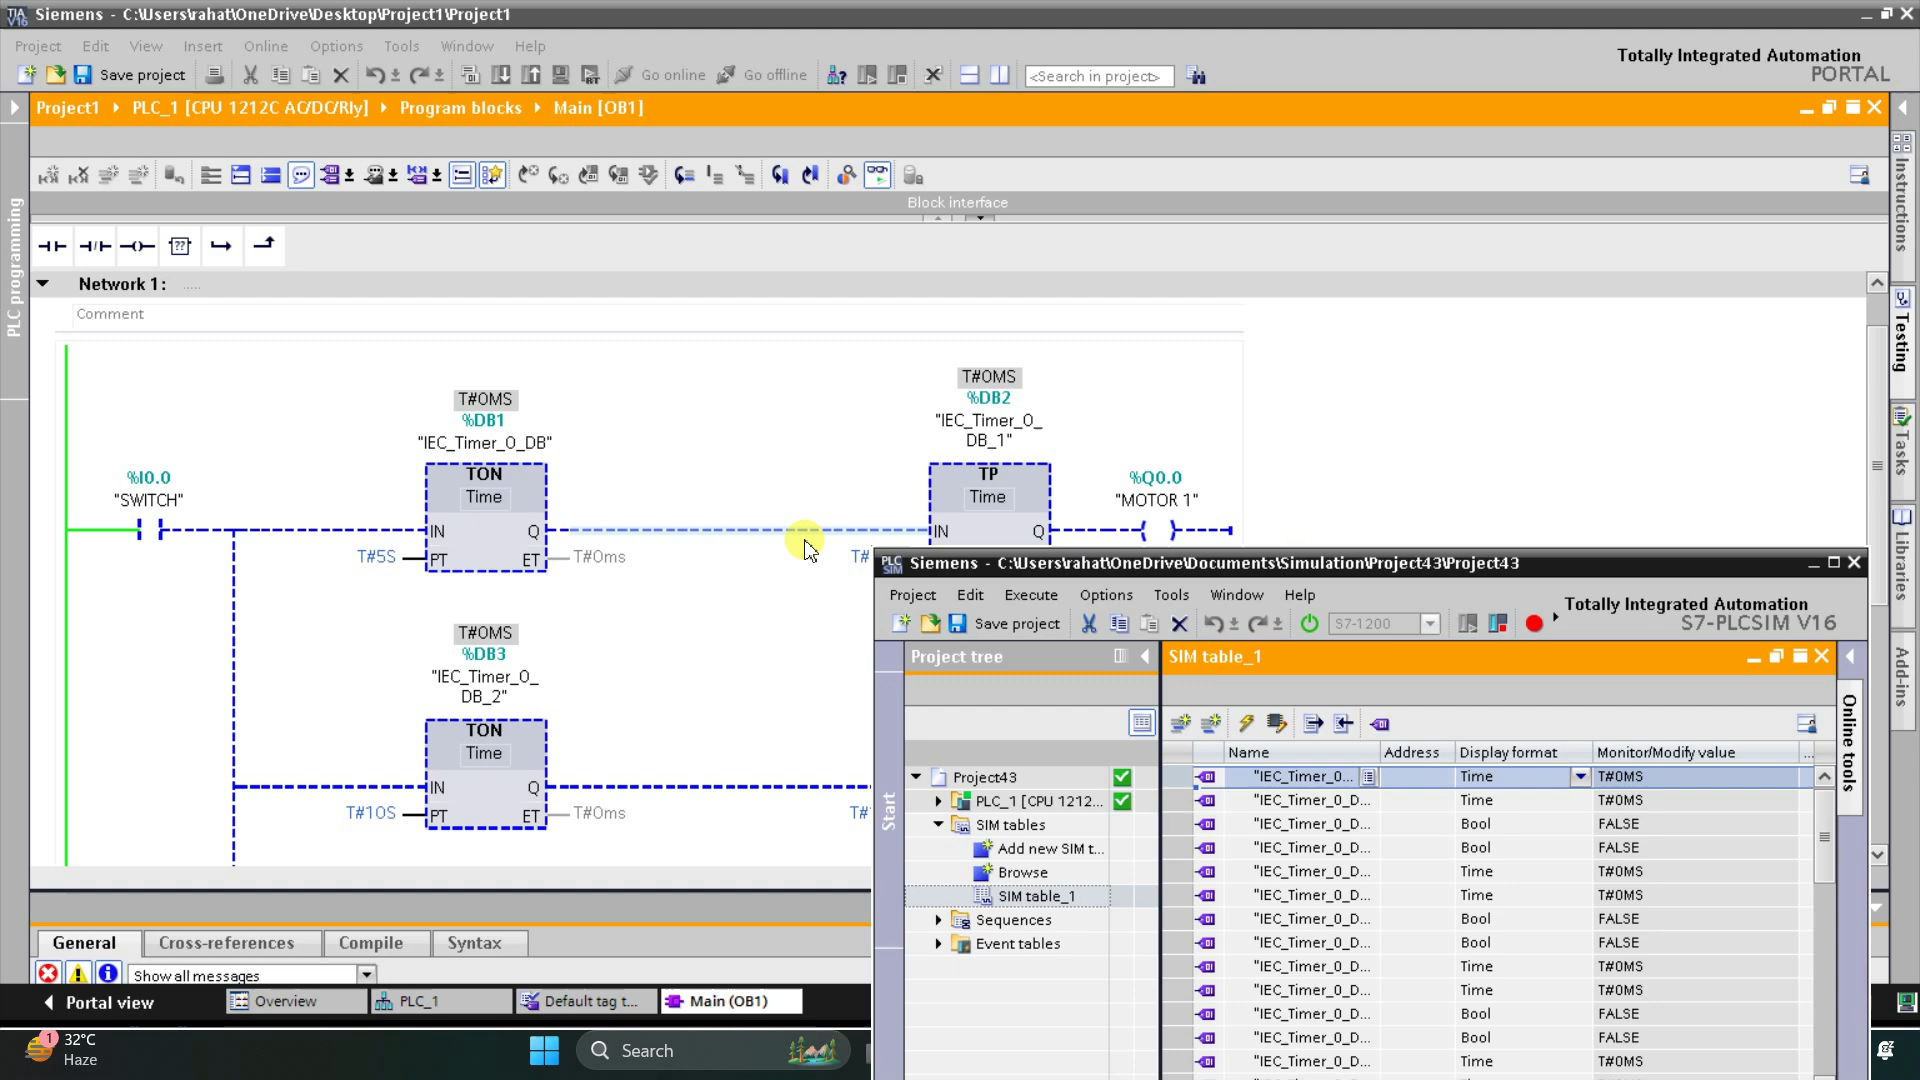 TIA V16 Siemens - C:\Users\rahat\OneDrive\Desktop\Project1\Project1
Project Edit View Insert Online Options Tools Window Help
Totally Integrated Automation
PORTAL
Save project Go online Go offline <Search in project>
Project1 PLC_1 [CPU 1212C AC/DC/Rly] Program blocks Main [OB1]
Block interface
PLC programming
Instructions
Testing
Tasks
Libraries
Add-ins
??
Network 1: .....
Comment
T#0MS
%DB1
"IEC_Timer_0_DB"
T#0MS
%DB2
"IEC_Timer_0_
DB_1"
%I0.0
"SWITCH"
TON
Time
IN Q
T#5S PT ET T#0ms
TP
Time
IN Q
T#
%Q0.0
"MOTOR 1"
T#0MS
%DB3
"IEC_Timer_0_
DB_2"
TON
Time
IN Q
T#10S PT ET T#0ms
T#
PLC SIM Siemens - C:\Users\rahat\OneDrive\Documents\Simulation\Project43\Project43
Project Edit Execute Options Tools Window Help
Totally Integrated Automation
S7-PLCSIM V16
Save project S7-1200
Project tree
SIM table_1
Start
Online tools
Project43
PLC_1 [CPU 1212...
SIM tables
Add new SIM t...
Browse
SIM table_1
Sequences
Event tables
Name Address Display format Monitor/Modify value ...
"IEC_Timer_0... Time T#0MS
"IEC_Timer_0_D... Time T#0MS
"IEC_Timer_0_D... Bool FALSE
"IEC_Timer_0_D... Bool FALSE
"IEC_Timer_0_D... Time T#0MS
"IEC_Timer_0_D... Time T#0MS
"IEC_Timer_0_D... Bool FALSE
"IEC_Timer_0_D... Bool FALSE
"IEC_Timer_0_D... Time T#0MS
"IEC_Timer_0_D... Time T#0MS
"IEC_Timer_0_D... Bool FALSE
"IEC_Timer_0_D... Bool FALSE
"IEC_Timer_0_D... Time T#0MS
General Cross-references Compile Syntax
Show all messages
Portal view Overview PLC_1 Default tag t... Main (OB1)
1
32°C
Haze
Search